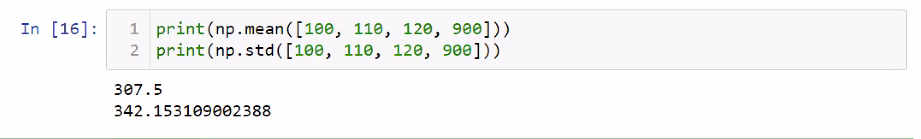 In [16]: 1 print(np.mean([100, 110, 120, 900]))
2 print(np.std([100, 110, 120, 900]))
307.5
342.153109002388